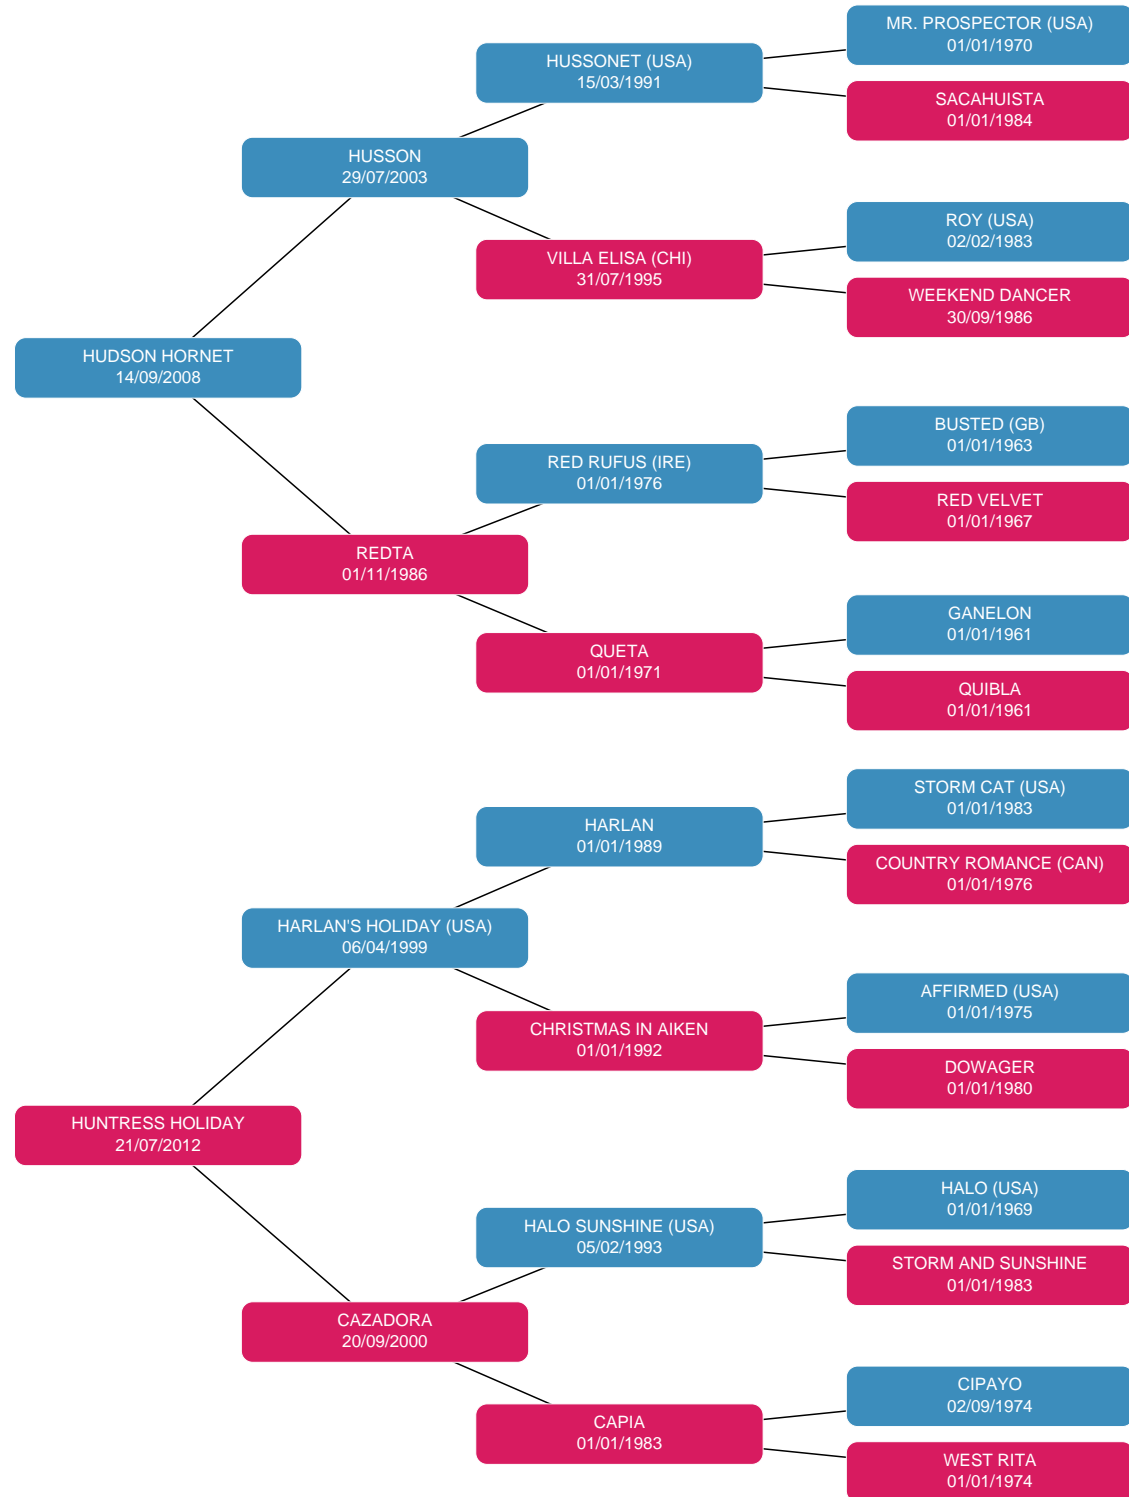 MR. PROSPECTOR (USA)
01/01/1970
HUSSONET (USA)
15/03/1991
SACAHUISTA
01/01/1984
HUSSON
29/07/2003
ROY (USA)
02/02/1983
VILLA ELISA (CHI)
31/07/1995
WEEKEND DANCER
30/09/1986
HUDSON HORNET
14/09/2008
BUSTED (GB)
01/01/1963
RED RUFUS (IRE)
01/01/1976
RED VELVET
01/01/1967
REDTA
01/11/1986
GANELON
01/01/1961
QUETA
01/01/1971
QUIBLA
01/01/1961
STORM CAT (USA)
01/01/1983
HARLAN
01/01/1989
COUNTRY ROMANCE (CAN)
01/01/1976
HARLAN'S HOLIDAY (USA)
06/04/1999
AFFIRMED (USA)
01/01/1975
CHRISTMAS IN AIKEN
01/01/1992
DOWAGER
01/01/1980
HUNTRESS HOLIDAY
21/07/2012
HALO (USA)
01/01/1969
HALO SUNSHINE (USA)
05/02/1993
STORM AND SUNSHINE
01/01/1983
CAZADORA
20/09/2000
CIPAYO
02/09/1974
CAPIA
01/01/1983
WEST RITA
01/01/1974